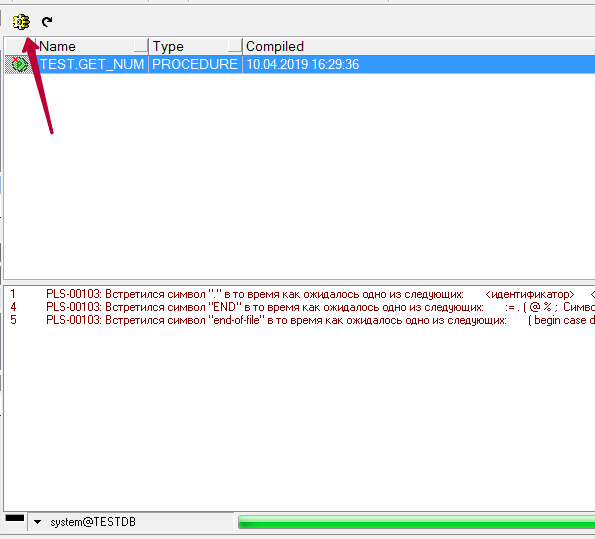 Name Type Compiled
TEST.GET_NUM PROCEDURE 10.04.2019 16:29:36
1 PLS-00103: Встретился символ "." в то время как ожидалось одно из следующих: <идентификатор> <
4 PLS-00103: Встретился символ "END" в то время как ожидалось одно из следующих: := . ( @ % ; Симво
5 PLS-00103: Встретился символ "end-of-file" в то время как ожидалось одно из следующих: ( begin case d
system@TESTDB